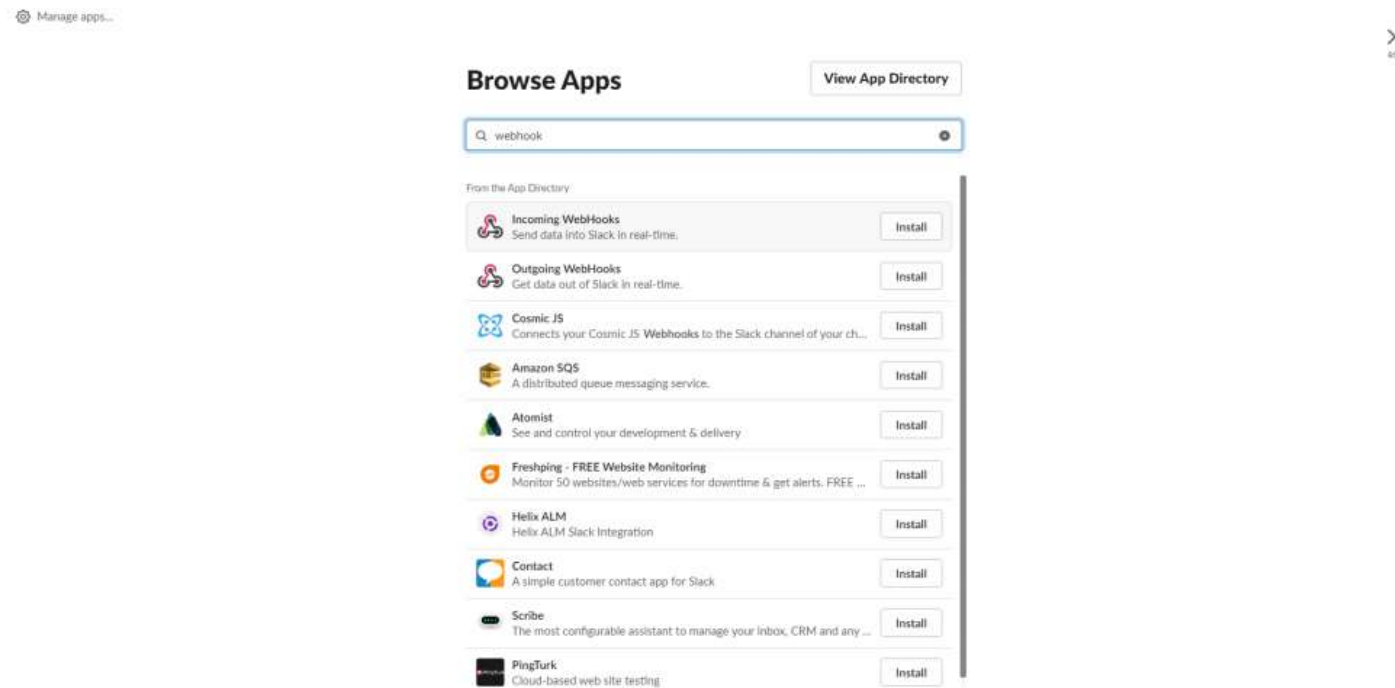 Manage apps...
Browse Apps
View App Directory
webhook
From the App Directory
Incoming WebHooks
Send data into Slack in real-time.
Install
Outgoing WebHooks
Get data out of Slack in real-time.
Install
Cosmic JS
Connects your Cosmic JS Webhooks to the Slack channel of your ch...
Install
Amazon SQS
A distributed queue messaging service.
Install
Atomist
See and control your development & delivery
Install
Freshping - FREE Website Monitoring
Monitor 50 websites/web services for downtime & get alerts. FREE ...
Install
Helix ALM
Helix ALM Slack Integration
Install
Contact
A simple customer contact app for Slack
Install
Scribe
The most configurable assistant to manage your inbox, CRM and any ...
Install
PingTurk
Cloud-based web site testing
Install